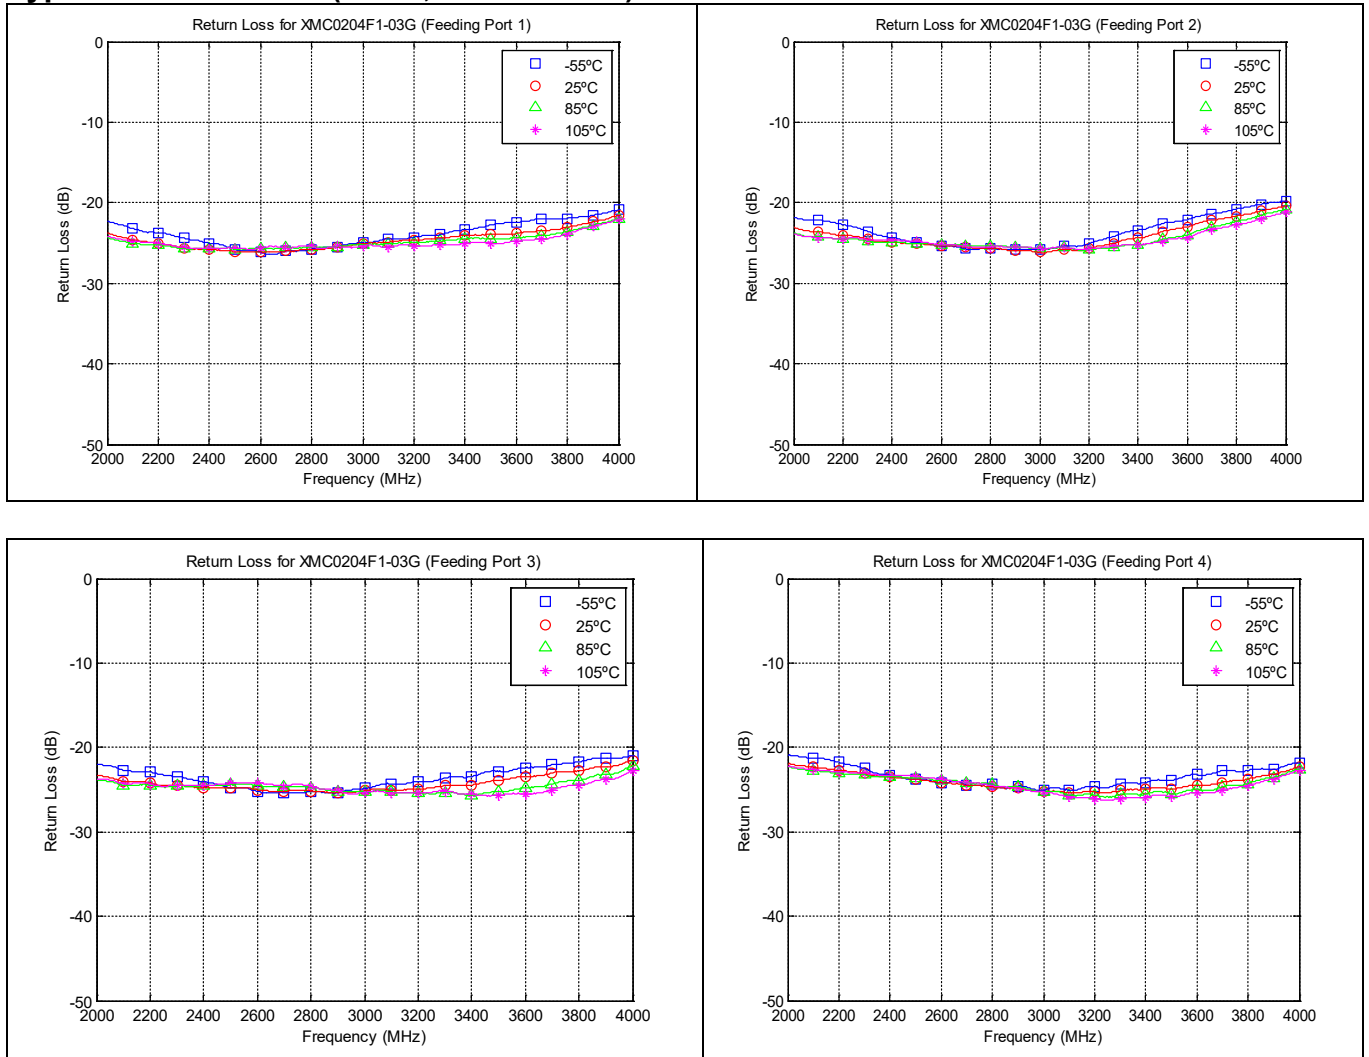 Return Loss for XMC0204F1-03G (Feeding Port 1)
0
-10
-20
-30
-40
-50
Return Loss (dB)
-55ºC
25ºC
85ºC
105ºC
2000 2200 2400 2600 2800 3000 3200 3400 3600 3800 4000
Frequency (MHz)
Return Loss for XMC0204F1-03G (Feeding Port 2)
0
-10
-20
-30
-40
-50
Return Loss (dB)
-55ºC
25ºC
85ºC
105ºC
2000 2200 2400 2600 2800 3000 3200 3400 3600 3800 4000
Frequency (MHz)
Return Loss for XMC0204F1-03G (Feeding Port 3)
0
-10
-20
-30
-40
-50
Return Loss (dB)
-55ºC
25ºC
85ºC
105ºC
2000 2200 2400 2600 2800 3000 3200 3400 3600 3800 4000
Frequency (MHz)
Return Loss for XMC0204F1-03G (Feeding Port 4)
0
-10
-20
-30
-40
-50
Return Loss (dB)
-55ºC
25ºC
85ºC
105ºC
2000 2200 2400 2600 2800 3000 3200 3400 3600 3800 4000
Frequency (MHz)